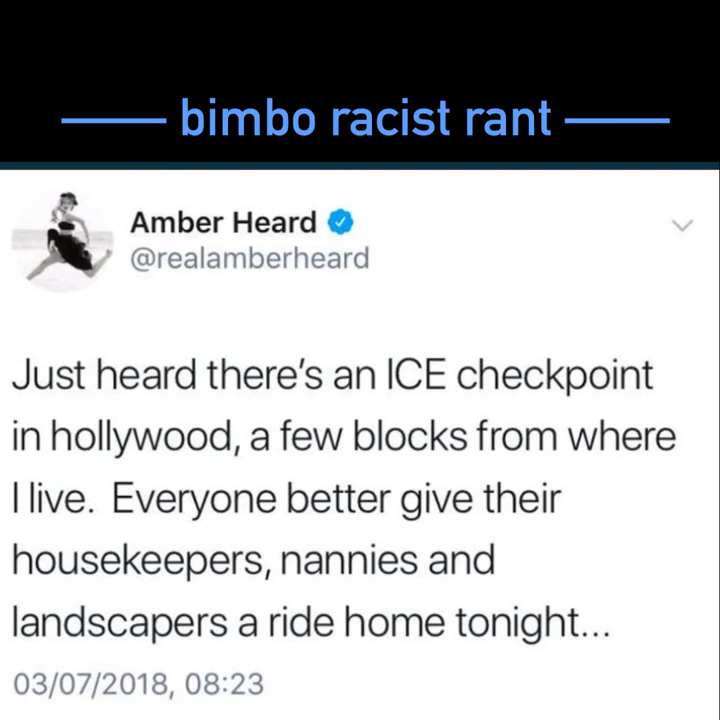 bimbo racist rant
Amber Heard
@realamberheard
Just heard there's an ICE checkpoint
in hollywood, a few blocks from where
I live.  Everyone better give their
housekeepers, nannies and
landscapers a ride home tonight...
03/07/2018, 08:23